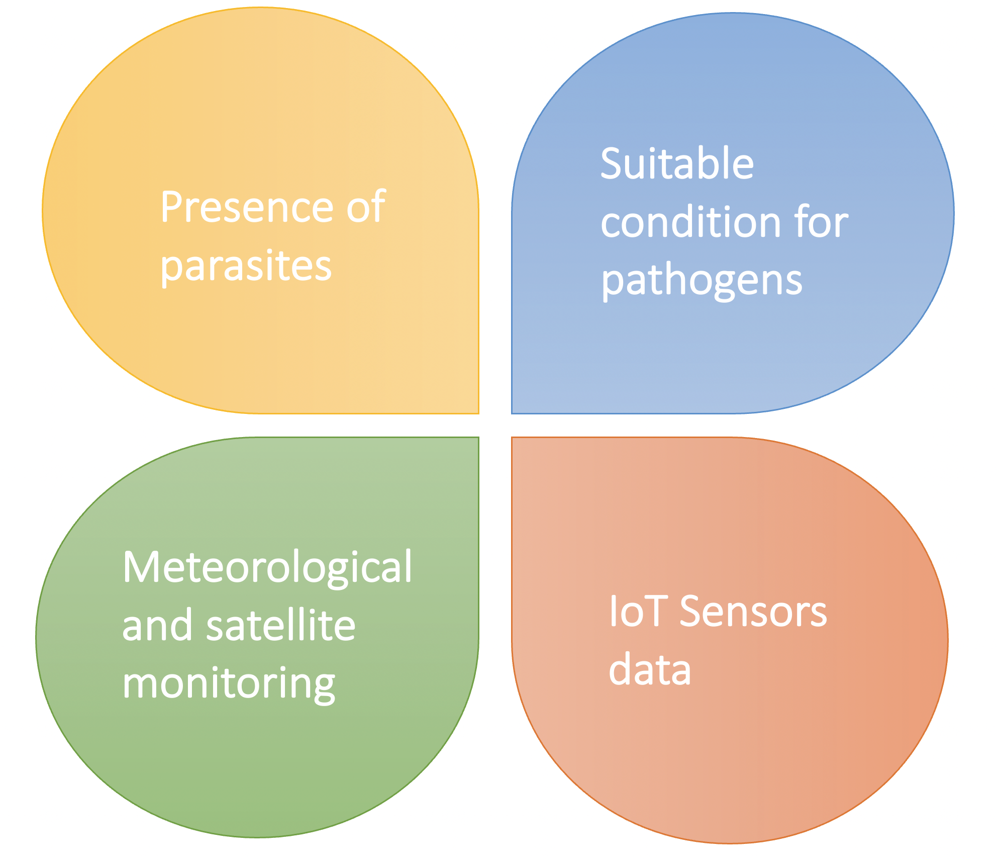 Presence of
parasites
Suitable
condition for
pathogens
Meteorological
and satellite
monitoring
IoT Sensors
data